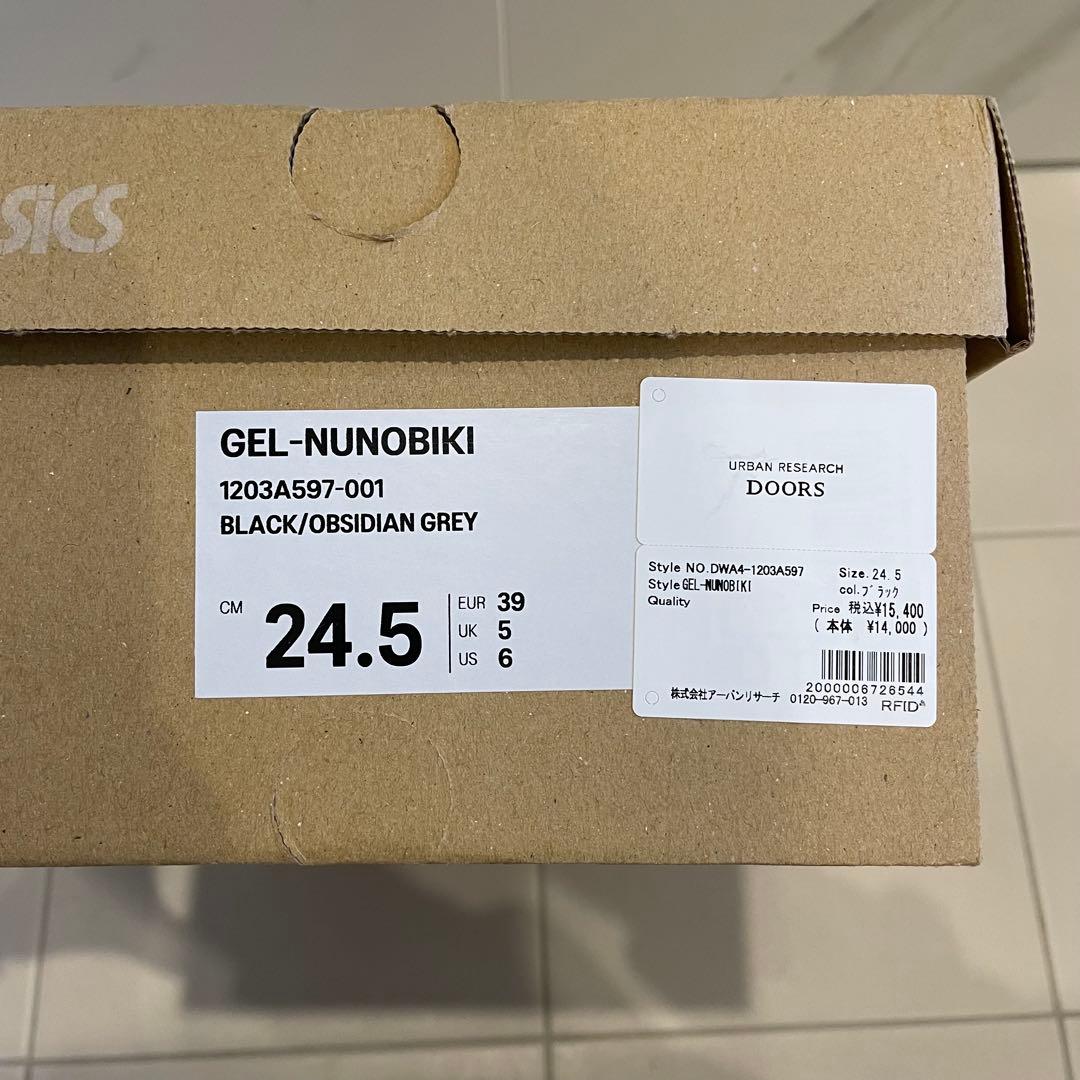 SICS
GEL-NUNOBIKI
1203A597-001
BLACK/OBSIDIAN GREY
CM 24.5
EUR 39
UK 5
US 6
URBAN RESEARCH
DOORS
Style NO.DWA4-1203A597 Size.24.5
Style GEL-NUNOBIKI col.ブラック
Quality Price 税込¥15,400
( 本体 ¥14,000 )
2000006726544
株式会社アーバンリサーチ 0120-967-013 RFID